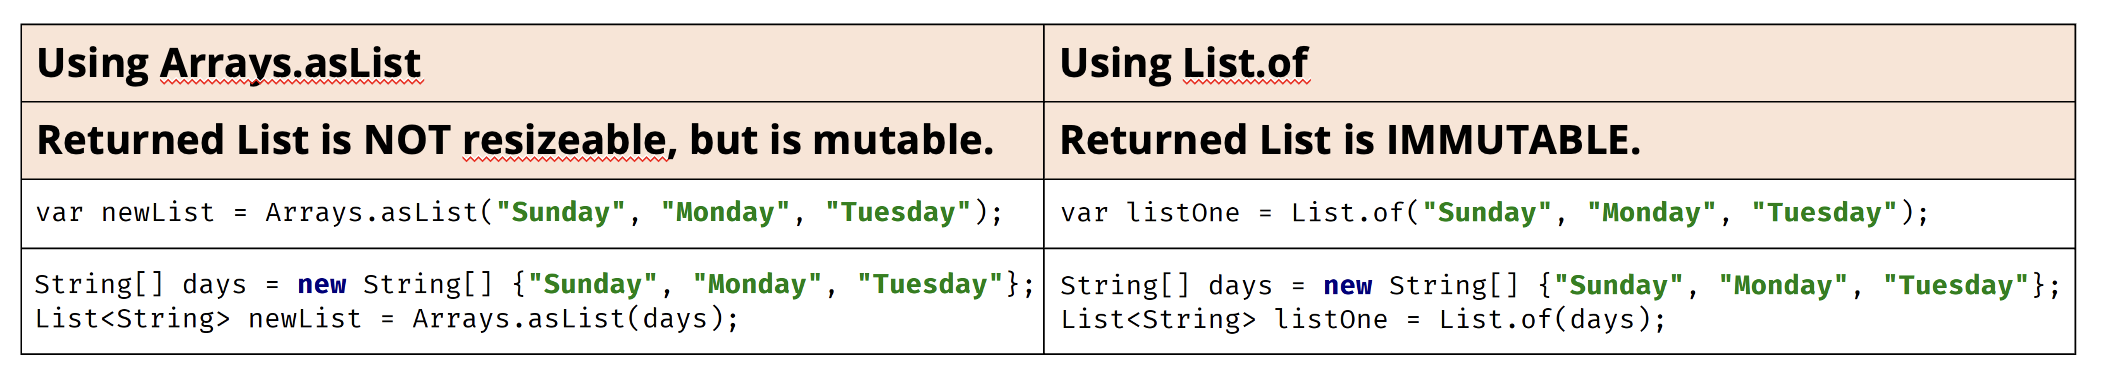 Using Arrays.asList
Using List.of
Returned List is NOT resizeable, but is mutable.
Returned List is IMMUTABLE.
var newList = Arrays.asList("Sunday", "Monday", "Tuesday");
var listOne = List.of("Sunday", "Monday", "Tuesday");
String[] days = new String[] {"Sunday", "Monday", "Tuesday"};
List<String> newList = Arrays.asList(days);
String[] days = new String[] {"Sunday", "Monday", "Tuesday"};
List<String> listOne = List.of(days);